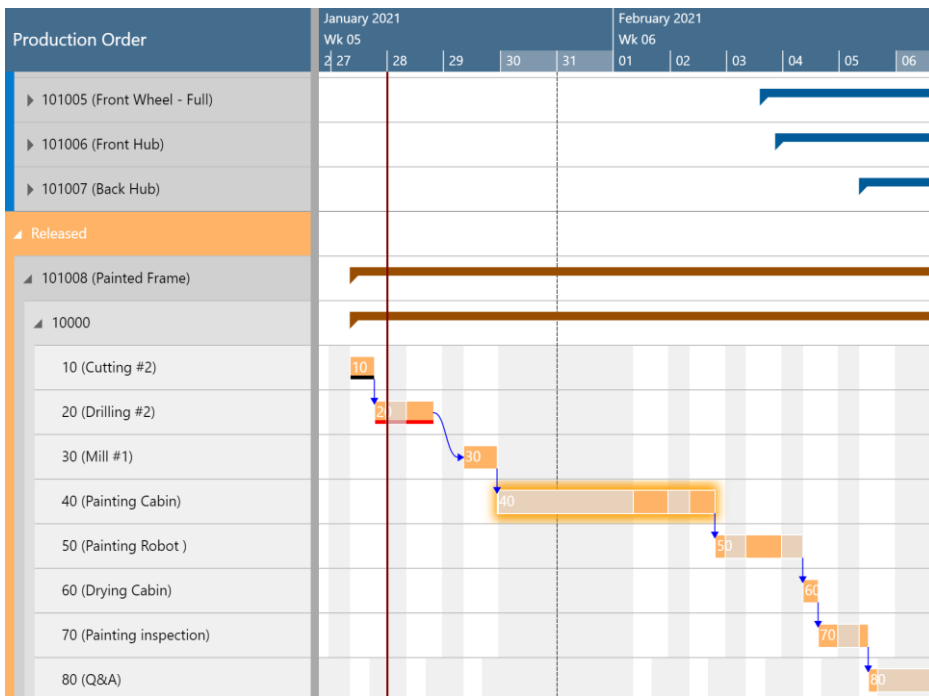 Production Order
January 2021
February 2021
Wk 05
Wk 06
2 27 28 29 30 31 01 02 03 04 05 06
101005 (Front Wheel - Full)
101006 (Front Hub)
101007 (Back Hub)
Released
101008 (Painted Frame)
10000
10 (Cutting #2)
10
20 (Drilling #2)
20
30 (Mill #1)
30
40 (Painting Cabin)
40
50 (Painting Robot )
50
60 (Drying Cabin)
60
70 (Painting inspection)
70
80 (Q&A)
80